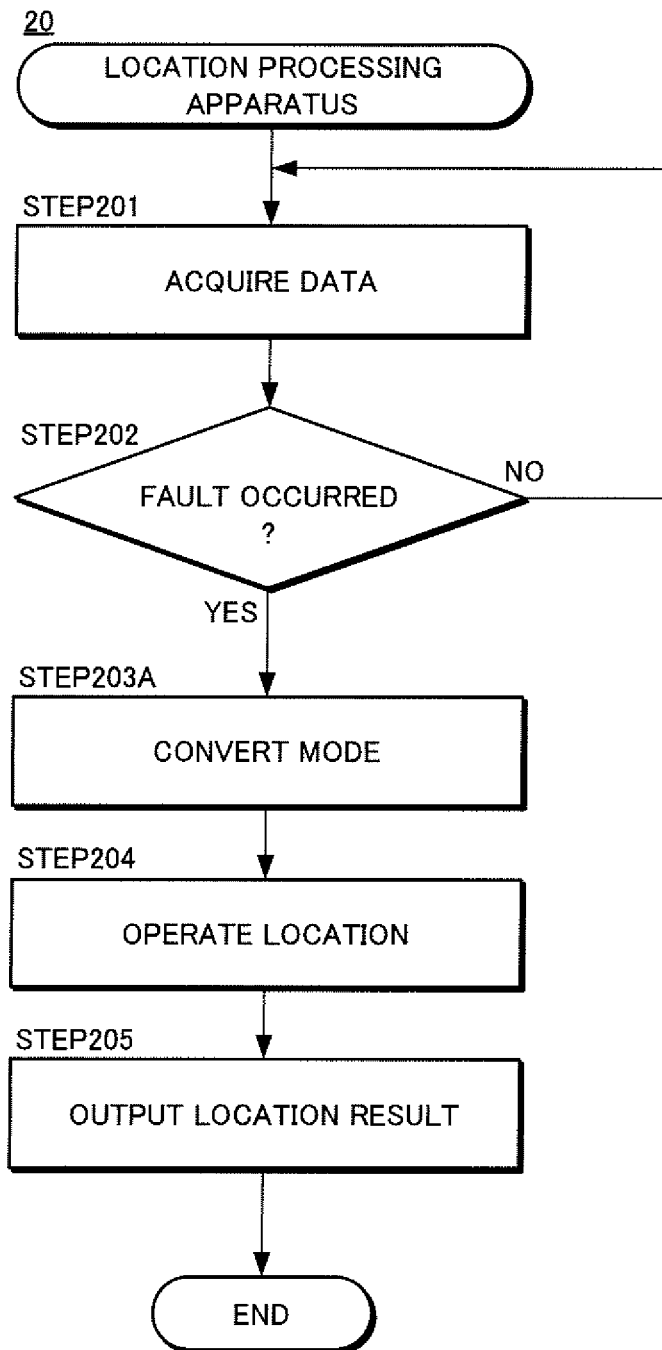 20
LOCATION PROCESSING
APPARATUS
STEP201
ACQUIRE DATA
STEP202
FAULT OCCURRED
?
NO
YES
STEP203A
CONVERT MODE
STEP204
OPERATE LOCATION
STEP205
OUTPUT LOCATION RESULT
END